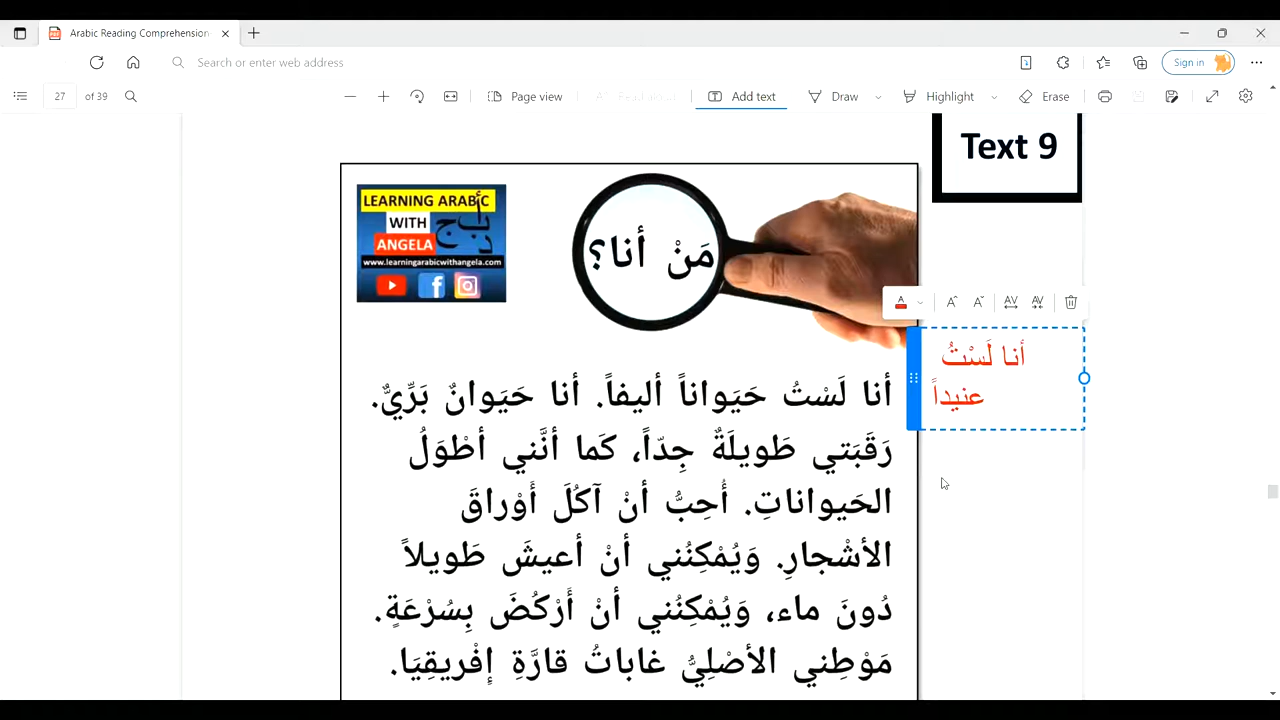 Arabic Reading Comprehension
Search or enter web address
Sign in
27 of 39
Page view
Read aloud
Add text
Draw
Highlight
Erase
Text 9
LEARNING ARABIC
WITH
ANGELA
أ ب ج د
www.learningarabicwithangela.com
مَنْ أنا؟
أنا لَسْتُ
عنيداً
أنا لَسْتُ حَيَواناً أليفاً. أنا حَيَوانٌ بَرِّيٌّ.
رَقَبَتي طَويلَةٌ جِدّاً، كَما أنَّني أطْوَلُ
الحَيواناتِ. أُحِبُّ أنْ آكُلَ أَوْراقَ
الأشْجارِ. وَيُمْكِنُني أنْ أعيشَ طَويلاً
دُونَ ماء، وَيُمْكِنُني أنْ أَرْكُضَ بِسُرْعَةٍ.
مَوْطِني الأصْلِيُّ غاباتُ قارَّةِ إفْريقِيَا.